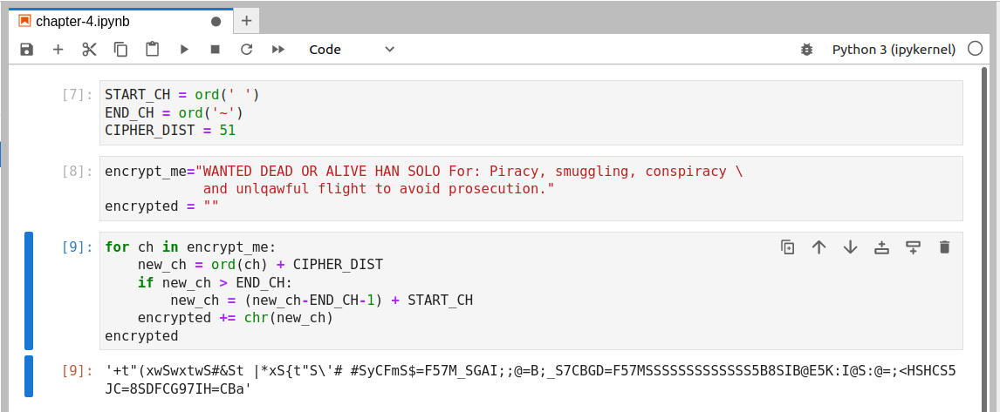 chapter-4.ipynb
Code
Python 3 (ipykernel)
[7]:
START_CH = ord(' ')
END_CH = ord('~')
CIPHER_DIST = 51
[8]:
encrypt_me="WANTED DEAD OR ALIVE HAN SOLO For: Piracy, smuggling, conspiracy \
            and unlqawful flight to avoid prosecution."
encrypted = ""
[9]:
for ch in encrypt_me:
    new_ch = ord(ch) + CIPHER_DIST
    if new_ch > END_CH:
        new_ch = (new_ch-END_CH-1) + START_CH
    encrypted += chr(new_ch)
encrypted
[9]:
'+t"(xwSwxtwS#&St |*xS{t"S\'# #SyCFmS$=F57M_SGAI;;@=B;_S7CBGD=F57MSSSSSSSSSSSSS5B8SIB@E5K:I@S:@=;<HSHCS5
JC=8SDFCG97IH=CBa'